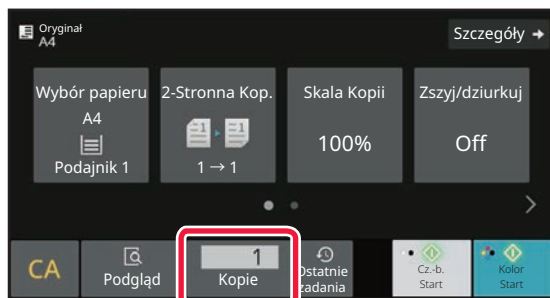 Oryginał
A4
Szczegóły
Wybór papieru
A4
Podajnik 1
2-Stronna Kop.
1 → 1
Skala Kopii
100%
Zszyj/dziurkuj
Off
CA
Podgląd
1
Kopie
Ostatnie
zadania
Cz.-b.
Start
Kolor
Start